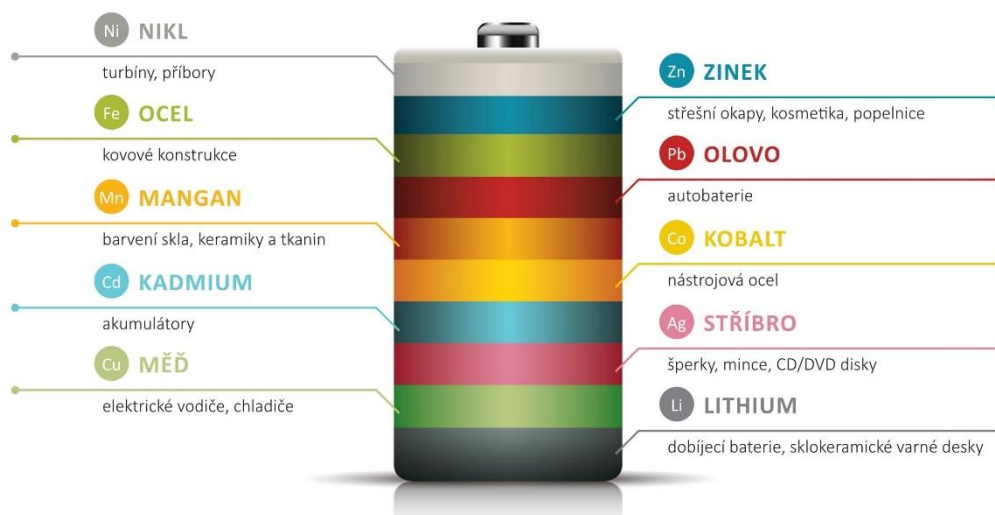 Ni NIKL
turbíny, příbory
Fe OCEL
kovové konstrukce
Mn MANGAN
barvení skla, keramiky a tkanin
Cd KADMIUM
akumulátory
Cu MĚĎ
elektrické vodiče, chladiče
Zn ZINEK
střešní okapy, kosmetika, popelnice
Pb OLOVO
autobaterie
Co KOBALT
nástrojová ocel
Ag STŘÍBRO
šperky, mince, CD/DVD disky
Li LITHIUM
dobíjecí baterie, sklokeramické varné desky